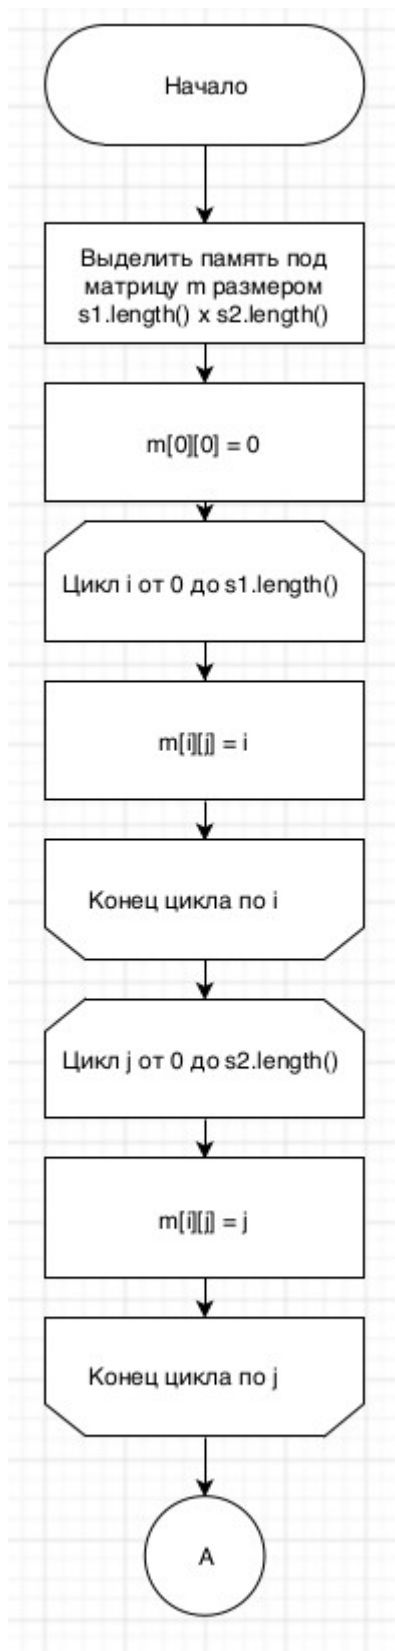 Начало
Выделить память под
матрицу m размером
s1.length() x s2.length()
m[0][0] = 0
Цикл i от 0 до s1.length()
m[i][j] = i
Конец цикла по i
Цикл j от 0 до s2.length()
m[i][j] = j
Конец цикла по j
A